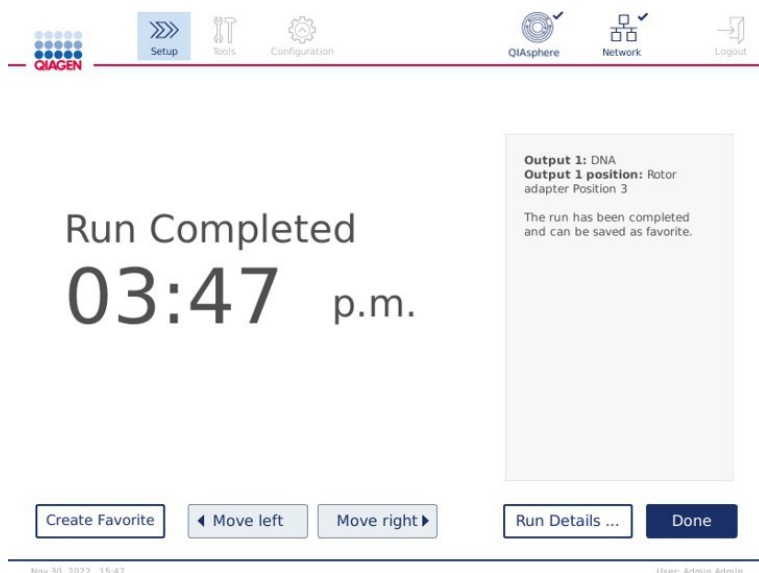 QIAGEN
Setup
Tools
Configuration
QIAsphere
Network
Logout
Run Completed
03:47 p.m.
Output 1: DNA
Output 1 position: Rotor
adapter Position 3
The run has been completed
and can be saved as favorite.
Create Favorite
Move left
Move right
Run Details ...
Done
Nov 30, 2022 15:47
User: Admin Admin